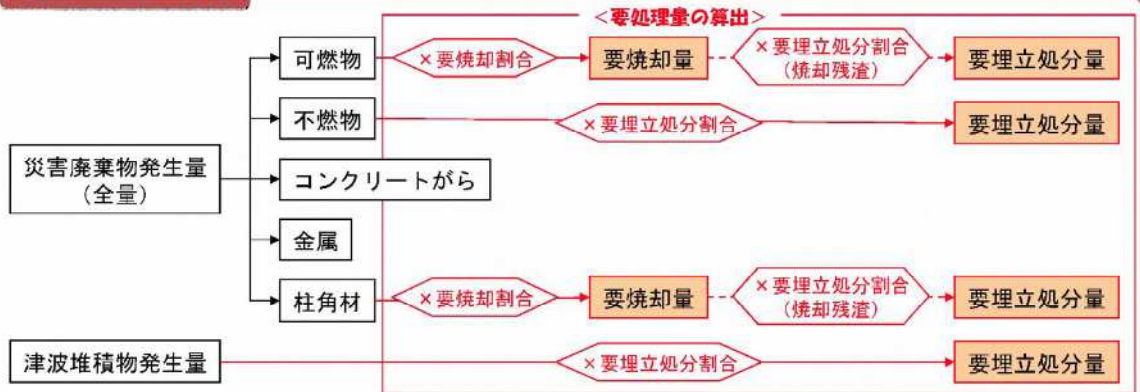 <要処理量の算出>
可燃物
×要焼却割合
要焼却量
×要埋立処分割合
(焼却残渣)
要埋立処分量
不燃物
×要埋立処分割合
要埋立処分量
災害廃棄物発生量
(全量)
コンクリートがら
金属
柱角材
×要焼却割合
要焼却量
×要埋立処分割合
(焼却残渣)
要埋立処分量
津波堆積物発生量
×要埋立処分割合
要埋立処分量